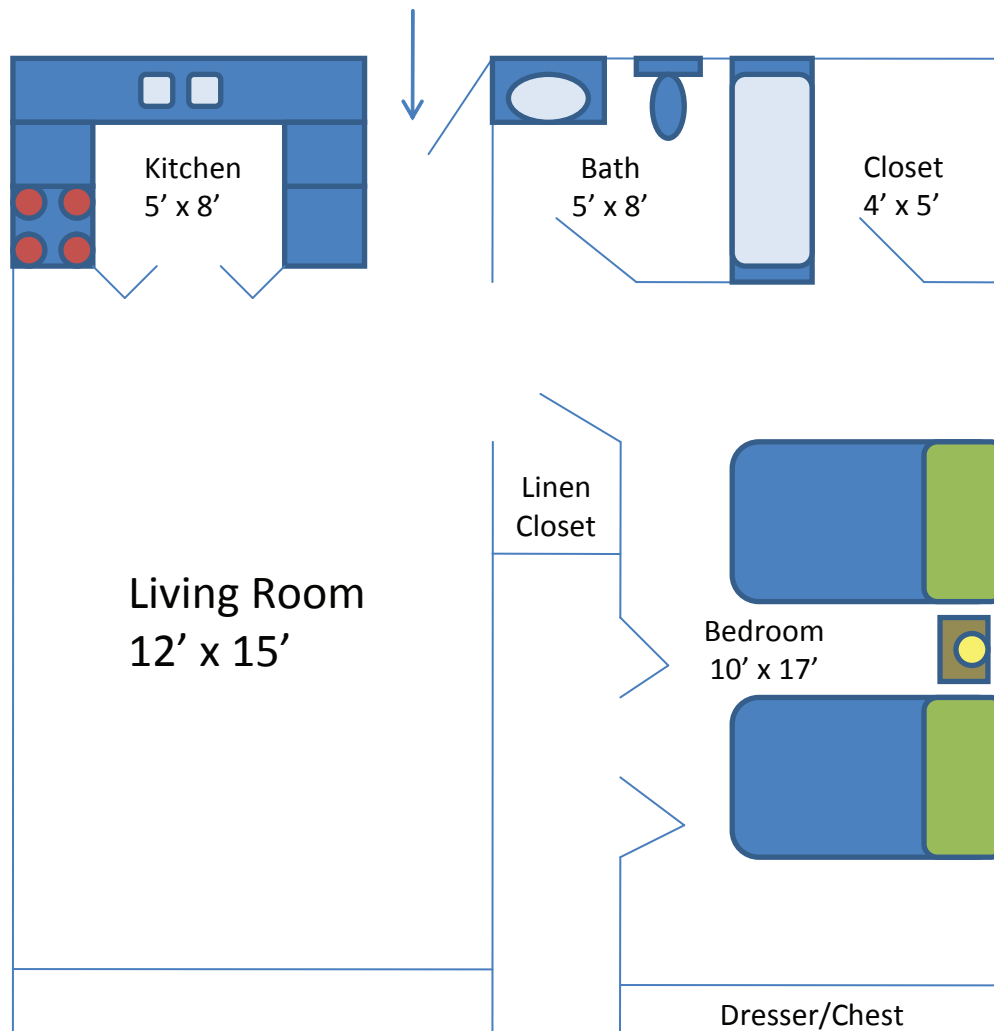 Kitchen
5’ x 8’
Bath
5’ x 8’
Closet
4’ x 5’
Linen
Closet
Living Room
12’ x 15’
Bedroom
10’ x 17’
Dresser/Chest